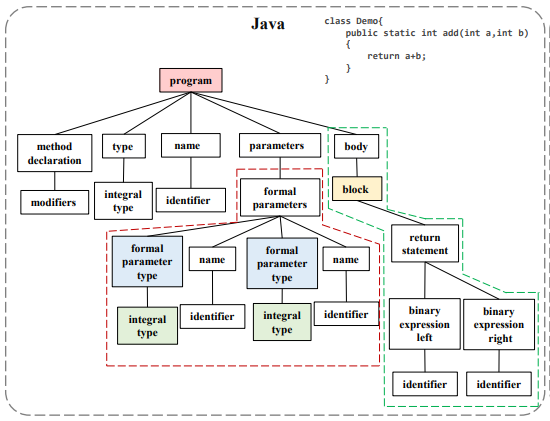 Java
class Demo{
public static int add(int a,int b)
{
return a+b;
}
}
program
method
declaration
type
name
parameters
body
modifiers
integral
type
identifier
formal
parameters
block
formal
parameter
type
name
formal
parameter
type
name
return
statement
integral
type
identifier
integral
type
identifier
binary
expression
left
binary
expression
right
identifier
identifier